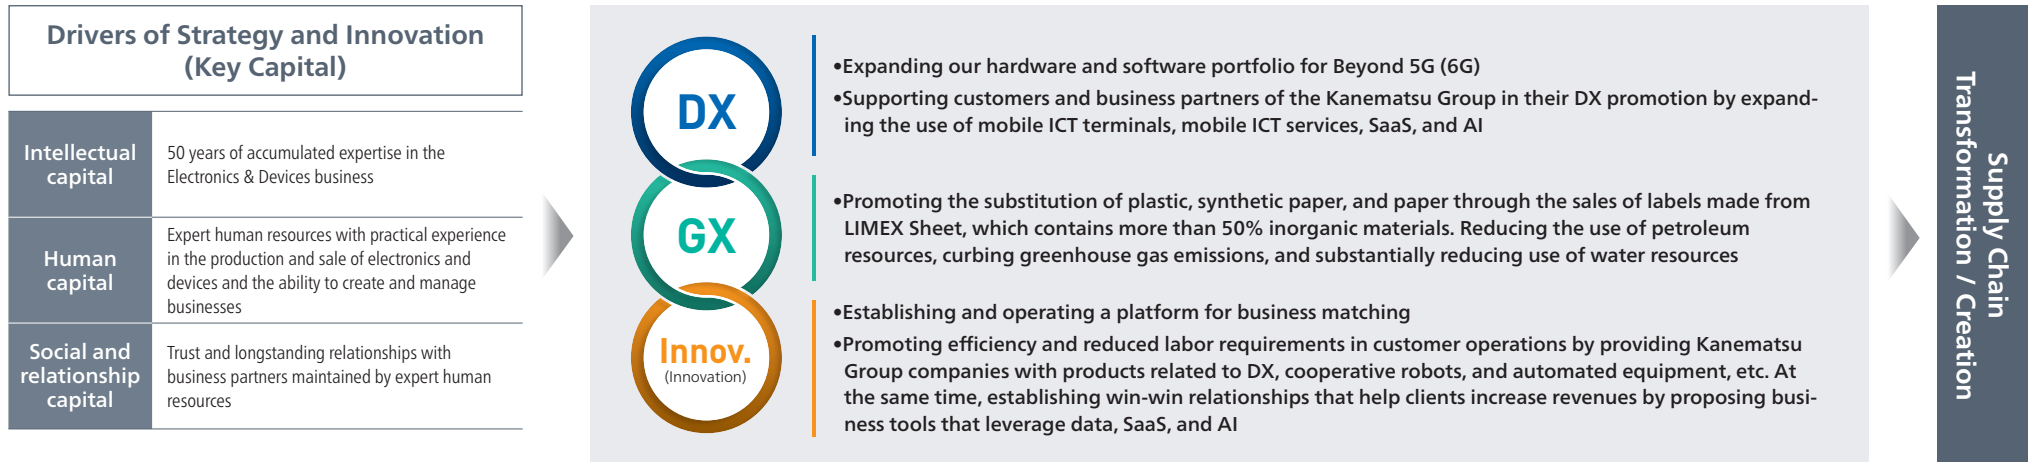 Drivers of Strategy and Innovation
(Key Capital)
Intellectual
capital
50 years of accumulated expertise in the
Electronics & Devices business
Human
capital
Expert human resources with practical experience
in the production and sale of electronics and
devices and the ability to create and manage
businesses
Social and
relationship
capital
Trust and longstanding relationships with
business partners maintained by expert human
resources
DX
•Expanding our hardware and software portfolio for Beyond 5G (6G)
•Supporting customers and business partners of the Kanematsu Group in their DX promotion by expand-
ing the use of mobile ICT terminals, mobile ICT services, SaaS, and AI
GX
•Promoting the substitution of plastic, synthetic paper, and paper through the sales of labels made from
LIMEX Sheet, which contains more than 50% inorganic materials. Reducing the use of petroleum
resources, curbing greenhouse gas emissions, and substantially reducing use of water resources
Innov.
(Innovation)
•Establishing and operating a platform for business matching
•Promoting efficiency and reduced labor requirements in customer operations by providing Kanematsu
Group companies with products related to DX, cooperative robots, and automated equipment, etc. At
the same time, establishing win-win relationships that help clients increase revenues by proposing busi-
ness tools that leverage data, SaaS, and AI
Supply Chain
Transformation / Creation